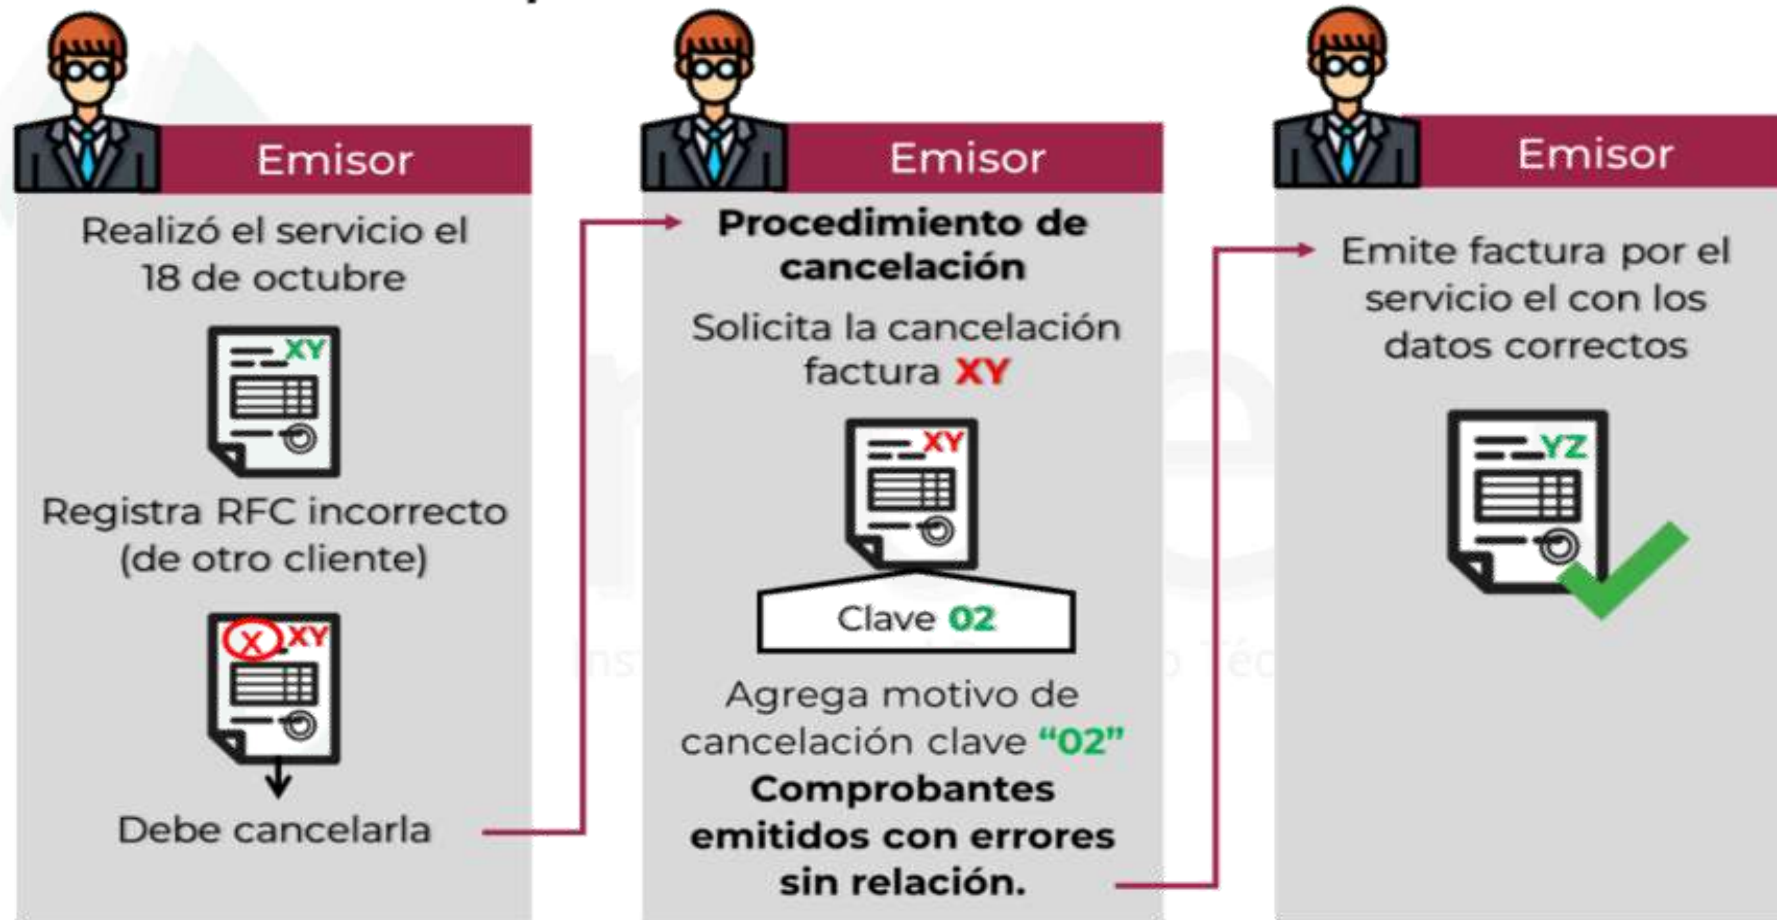 Emisor
Realizó el servicio el
18 de octubre
XY
Registra RFC incorrecto
(de otro cliente)
X XY
Debe cancelarla
Emisor
Procedimiento de
cancelación
Solicita la cancelación
factura XY
XY
Clave 02
Agrega motivo de
cancelación clave “02”
Comprobantes
emitidos con errores
sin relación.
Emisor
Emite factura por el
servicio el con los
datos correctos
YZ